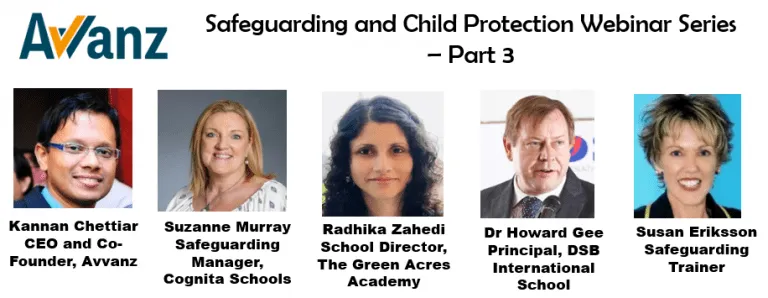 Avvanz
Safeguarding and Child Protection Webinar Series
– Part 3
Kannan Chettiar
CEO and Co-
Founder, Avvanz
Suzanne Murray
Safeguarding
Manager,
Cognita Schools
Radhika Zahedi
School Director,
The Green Acres
Academy
Dr Howard Gee
Principal, DSB
International
School
Susan Eriksson
Safeguarding
Trainer